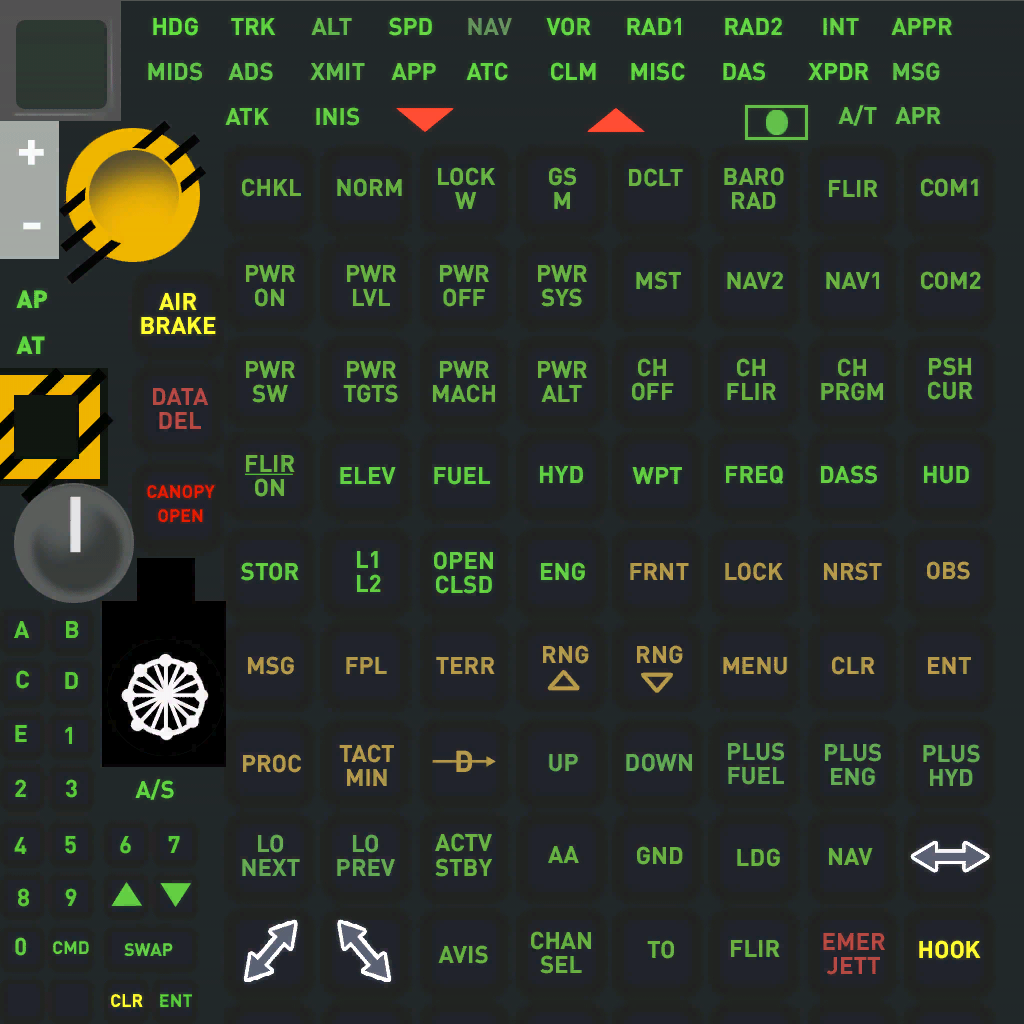 HDG TRK ALT SPD NAV VOR RAD1 RAD2 INT APPR
MIDS ADS XMIT APP ATC CLM MISC DAS XPDR MSG
ATK INIS A/T APR
+
-
CHKL NORM LOCK GS DCLT BARO FLIR COM1
W M RAD
AP
AT
AIR
BRAKE
PWR PWR PWR PWR MST NAV2 NAV1 COM2
ON LVL OFF SYS
DATA
DEL
PWR PWR PWR PWR CH CH CH PSH
SW TGTS MACH ALT OFF FLIR PRGM CUR
CANOPY
OPEN
FLIR ELEV FUEL HYD WPT FREQ DASS HUD
ON
STOR L1 OPEN ENG FRNT LOCK NRST OBS
L2 CLSD
A B
C D
MSG FPL TERR RNG RNG MENU CLR ENT
E 1
2 3 A/S
PROC TACT D UP DOWN PLUS PLUS PLUS
MIN FUEL ENG HYD
4 5 6 7
LO LO ACTV AA GND LDG NAV
NEXT PREV STBY
8 9
0 CMD SWAP
AVIS CHAN TO FLIR EMER HOOK
SEL JETT
CLR ENT